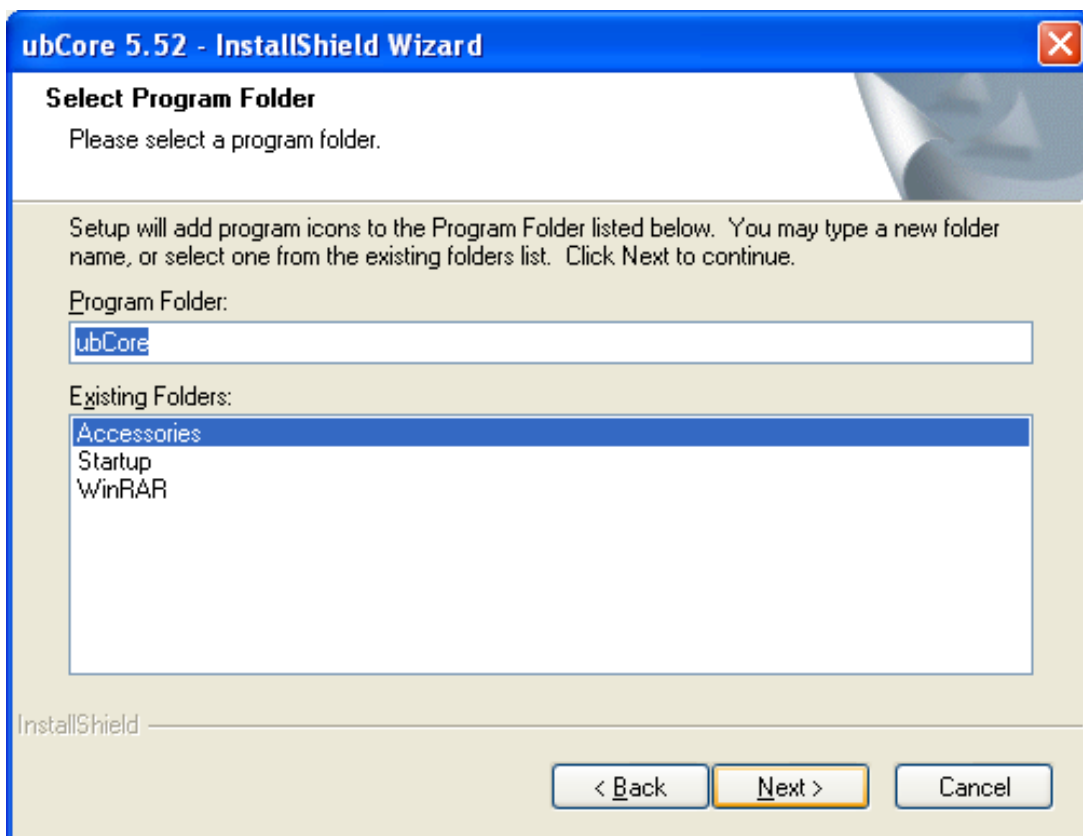 ubCore 5.52 - InstallShield Wizard
Select Program Folder
Please select a program folder.
Setup will add program icons to the Program Folder listed below.  You may type a new folder
name, or select one from the existing folders list.  Click Next to continue.
Program Folder:
ubCore
Existing Folders:
Accessories
Startup
WinRAR
InstallShield
< Back
Next >
Cancel